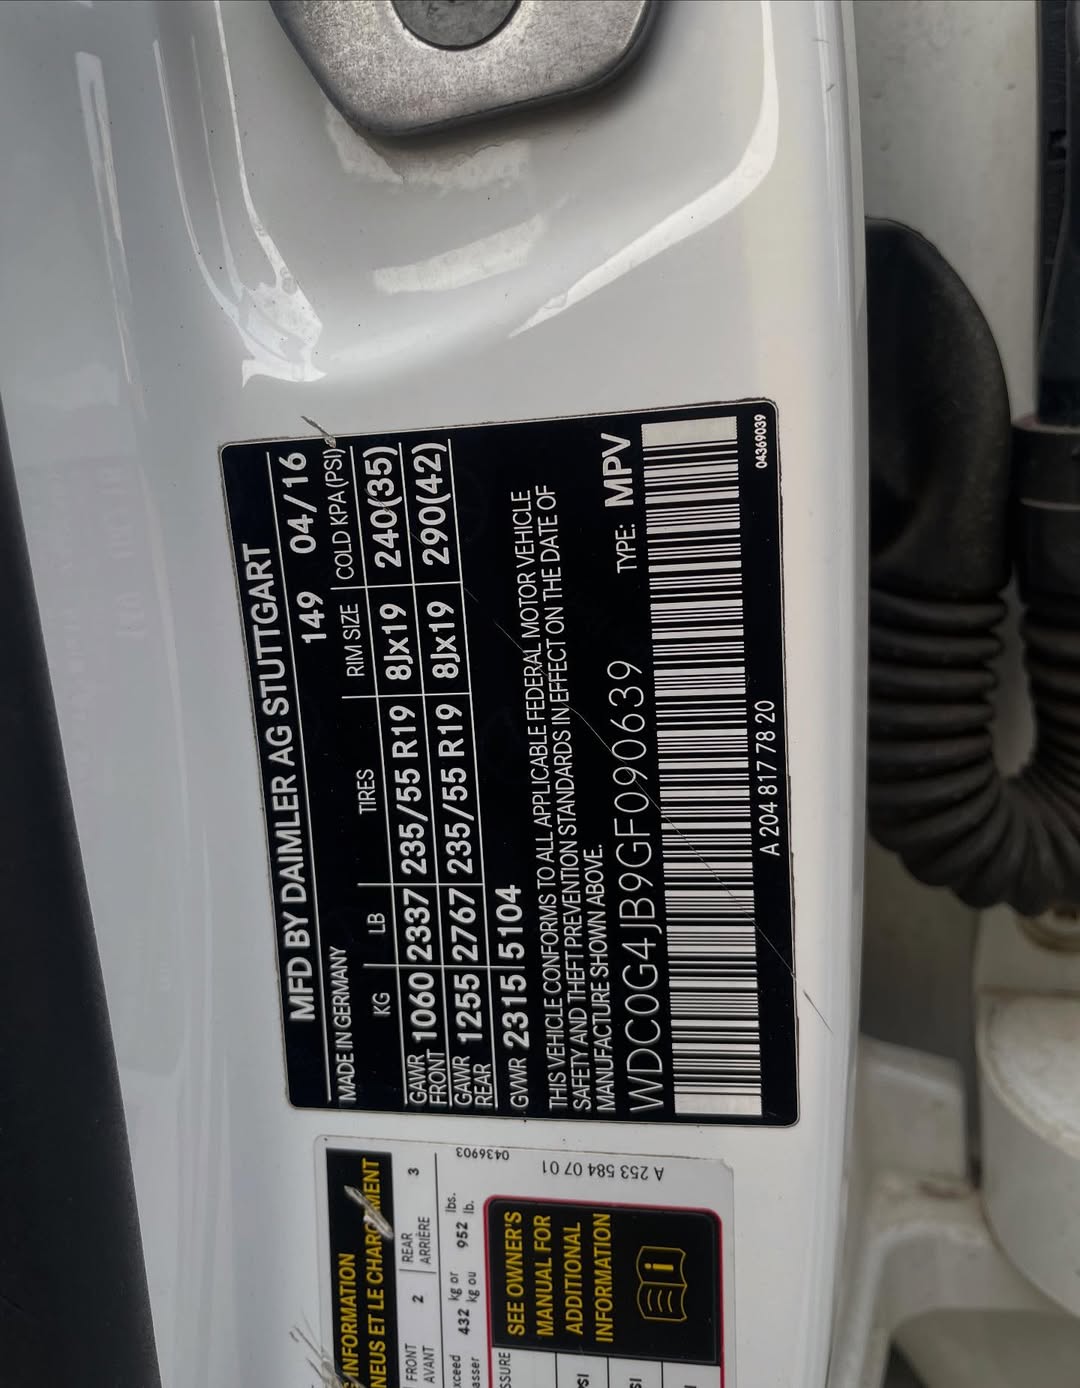 MFD BY DAIMLER AG STUTTGART
MADE IN GERMANY 149 04/16
KG LB TIRES RIM SIZE COLD KPA (PSI)
GAWR FRONT 1060 2337 235/55 R19 8Jx19 240(35)
GAWR REAR 1255 2767 235/55 R19 8Jx19 290(42)
GVWR 2315 5104
THIS VEHICLE CONFORMS TO ALL APPLICABLE FEDERAL MOTOR VEHICLE
SAFETY AND THEFT PREVENTION STANDARDS IN EFFECT ON THE DATE OF
MANUFACTURE SHOWN ABOVE.
WDC0G4JB9GF090639 TYPE: MPV
A 204 817 78 20
04369039
INFORMATION
ET LE CHARGEMENT
FRONT 2 REAR 3
AVANT ARRIÈRE
432 kg or 952 lbs.
kg ou lb.
0436903
A 253 584 07 01
SEE OWNER'S
MANUAL FOR
ADDITIONAL
INFORMATION
i